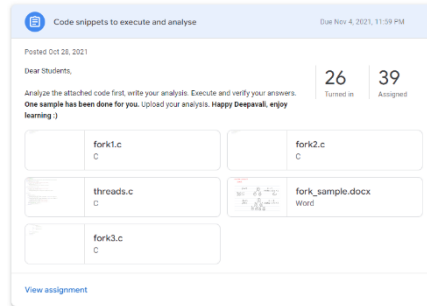 Code snippets to execute and analyse
Due Nov 4, 2021, 11:59 PM
Posted Oct 28, 2021
Dear Students,
Analyze the attached code first, write your analysis. Execute and verify your answers.
One sample has been done for you. Upload your analysis. Happy Deepavali, enjoy
learning :)
26
Turned in
39
Assigned
fork1.c
C
fork2.c
C
threads.c
C
fork_sample.docx
Word
fork3.c
C
View assignment